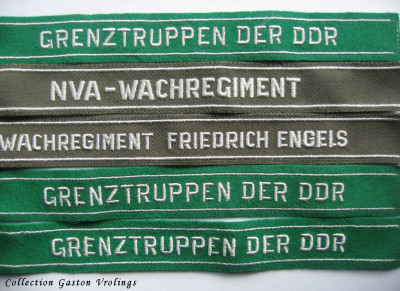 GRENZTRUPPEN DER DDR
NVA-WACHREGIMENT
WACHREGIMENT FRIEDRICH ENGELS
GRENZTRUPPEN DER DDR
GRENZTRUPPEN DER DDR
Collection Gaston Vrolings